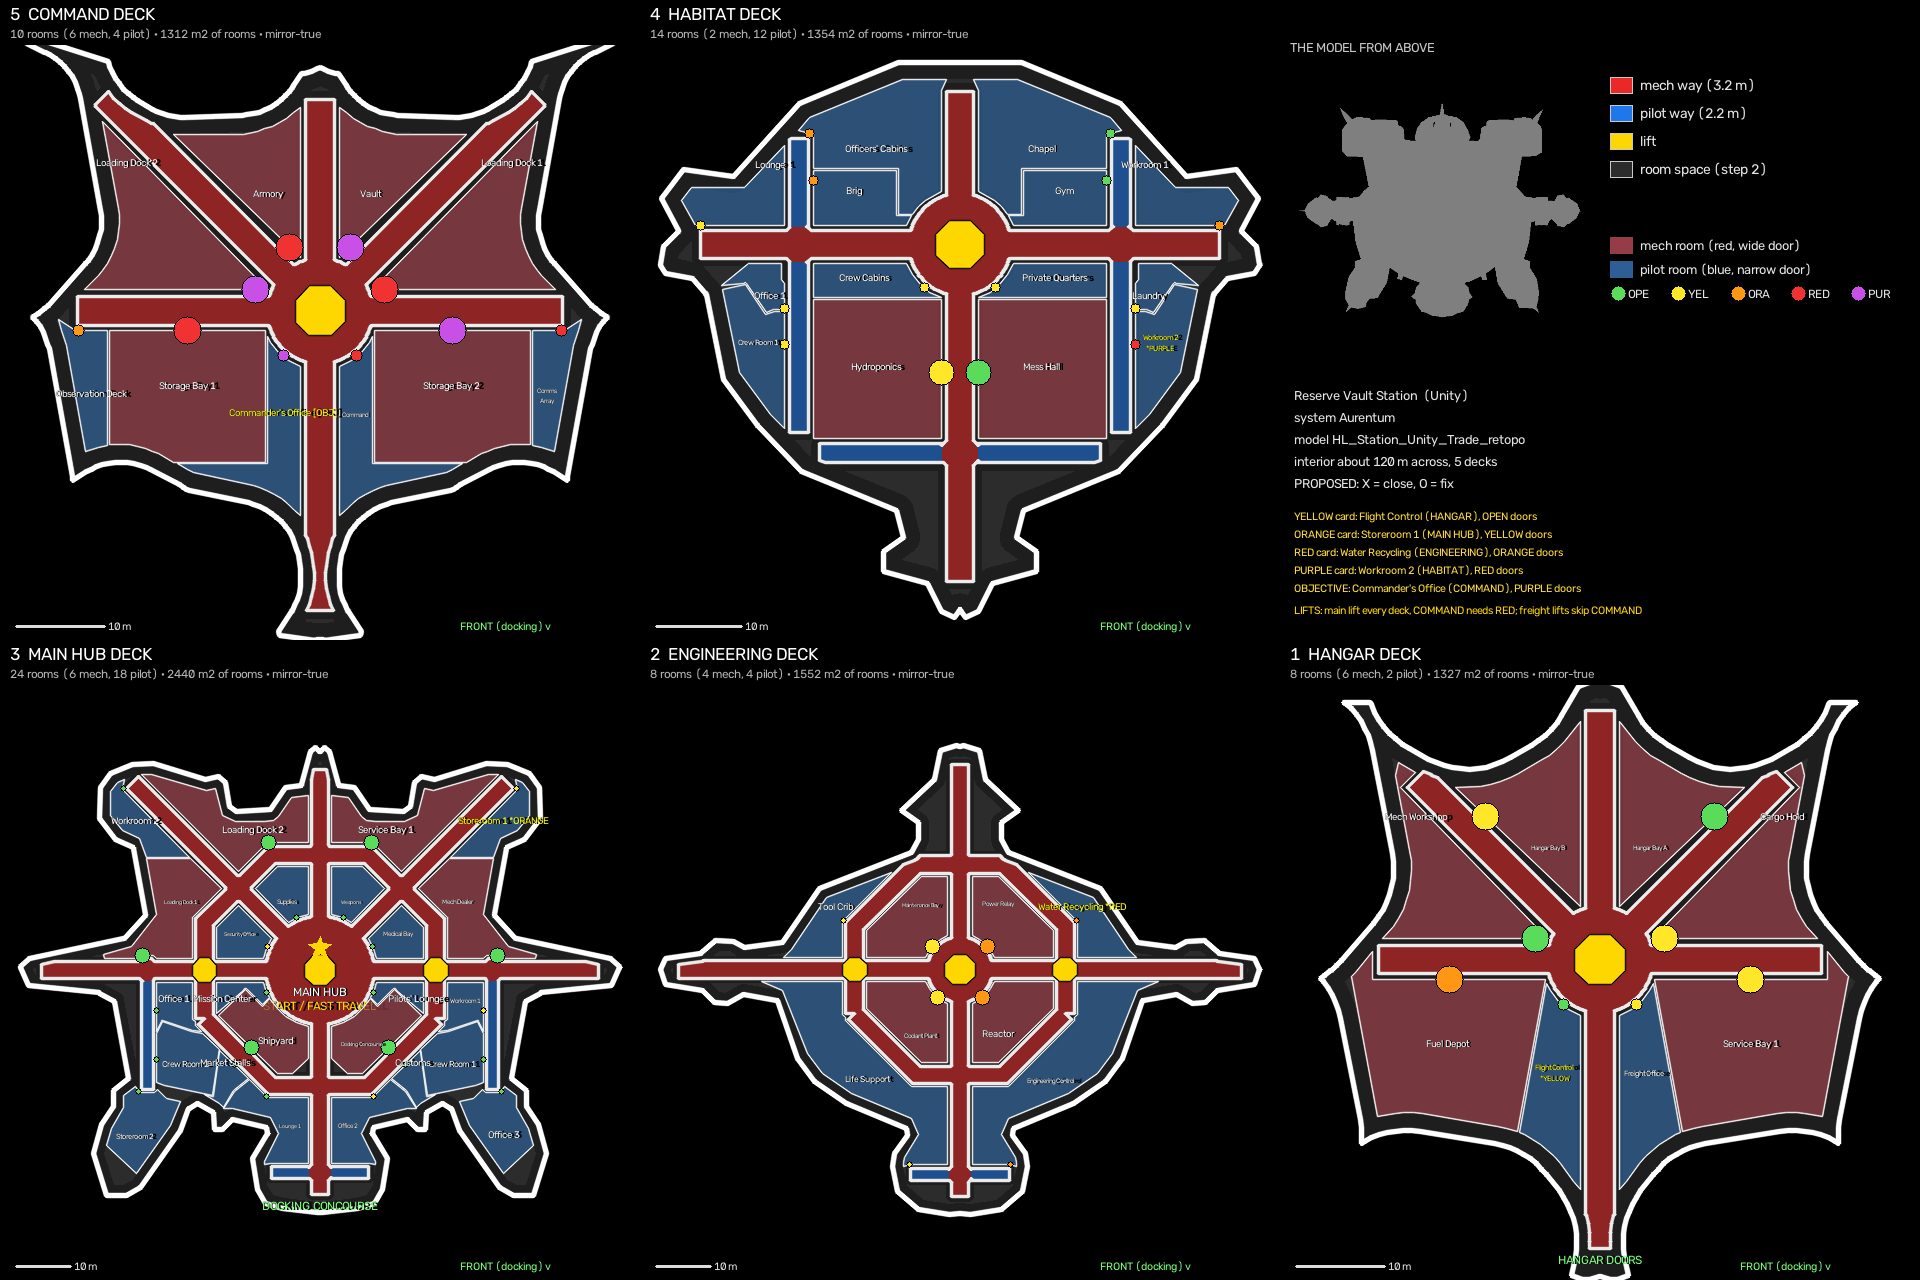 5 COMMAND DECK
10 rooms (6 mech, 4 pilot) • 1312 m2 of rooms • mirror-true
Loading Dock 2
Loading Dock 1
Armory
Vault
Storage Bay 1
Storage Bay 2
Observation Deck
Comms
Array
Commander's Office [OBJ]
Command
10 m
FRONT (docking) v
4 HABITAT DECK
14 rooms (2 mech, 12 pilot) • 1354 m2 of rooms • mirror-true
Officers' Cabins
Chapel
Lounge 1
Workroom 1
Brig
Gym
Crew Cabins
Private Quarters
Office 1
Laundry
Crew Room 1
Workroom 2
*PURPLE
Hydroponics
Mess Hall
10 m
FRONT (docking) v
THE MODEL FROM ABOVE
mech way (3.2 m)
pilot way (2.2 m)
lift
room space (step 2)
mech room (red, wide door)
pilot room (blue, narrow door)
OPE YEL ORA RED PUR
Reserve Vault Station (Unity)
system Aurentum
model HL_Station_Unity_Trade_retopo
interior about 120 m across, 5 decks
PROPOSED: X = close, O = fix
YELLOW card: Flight Control (HANGAR), OPEN doors
ORANGE card: Storeroom 1 (MAIN HUB), YELLOW doors
RED card: Water Recycling (ENGINEERING), ORANGE doors
PURPLE card: Workroom 2 (HABITAT), RED doors
OBJECTIVE: Commander's Office (COMMAND), PURPLE doors
LIFTS: main lift every deck, COMMAND needs RED; freight lifts skip COMMAND
3 MAIN HUB DECK
24 rooms (6 mech, 18 pilot) • 2440 m2 of rooms • mirror-true
Workroom 2
Loading Dock 2
Service Bay 1
Storeroom 1 *ORANGE
Loading Dock 1
Supplies
Weapons
Mech Dealer
Security Office
Medical Bay
MAIN HUB
START / FAST TRAVEL
Office 1
Mission Center
Pilots' Lounge
Workroom 1
Shipyard
Docking Concourse
Crew Room 1
Market Stalls
Customs
Crew Room 1
Storeroom 2
Lounge 1
Office 2
Office 3
DOCKING CONCOURSE
10 m
FRONT (docking) v
2 ENGINEERING DECK
8 rooms (4 mech, 4 pilot) • 1552 m2 of rooms • mirror-true
Tool Crib
Maintenance Bay
Power Relay
Water Recycling *RED
Coolant Plant
Reactor
Life Support
Engineering Control
10 m
FRONT (docking) v
1 HANGAR DECK
8 rooms (6 mech, 2 pilot) • 1327 m2 of rooms • mirror-true
Mech Workshop
Cargo Hold
Hangar Bay B
Hangar Bay A
Fuel Depot
Service Bay 1
Flight Control
*YELLOW
Freight Office
HANGAR DOORS
10 m
FRONT (docking) v